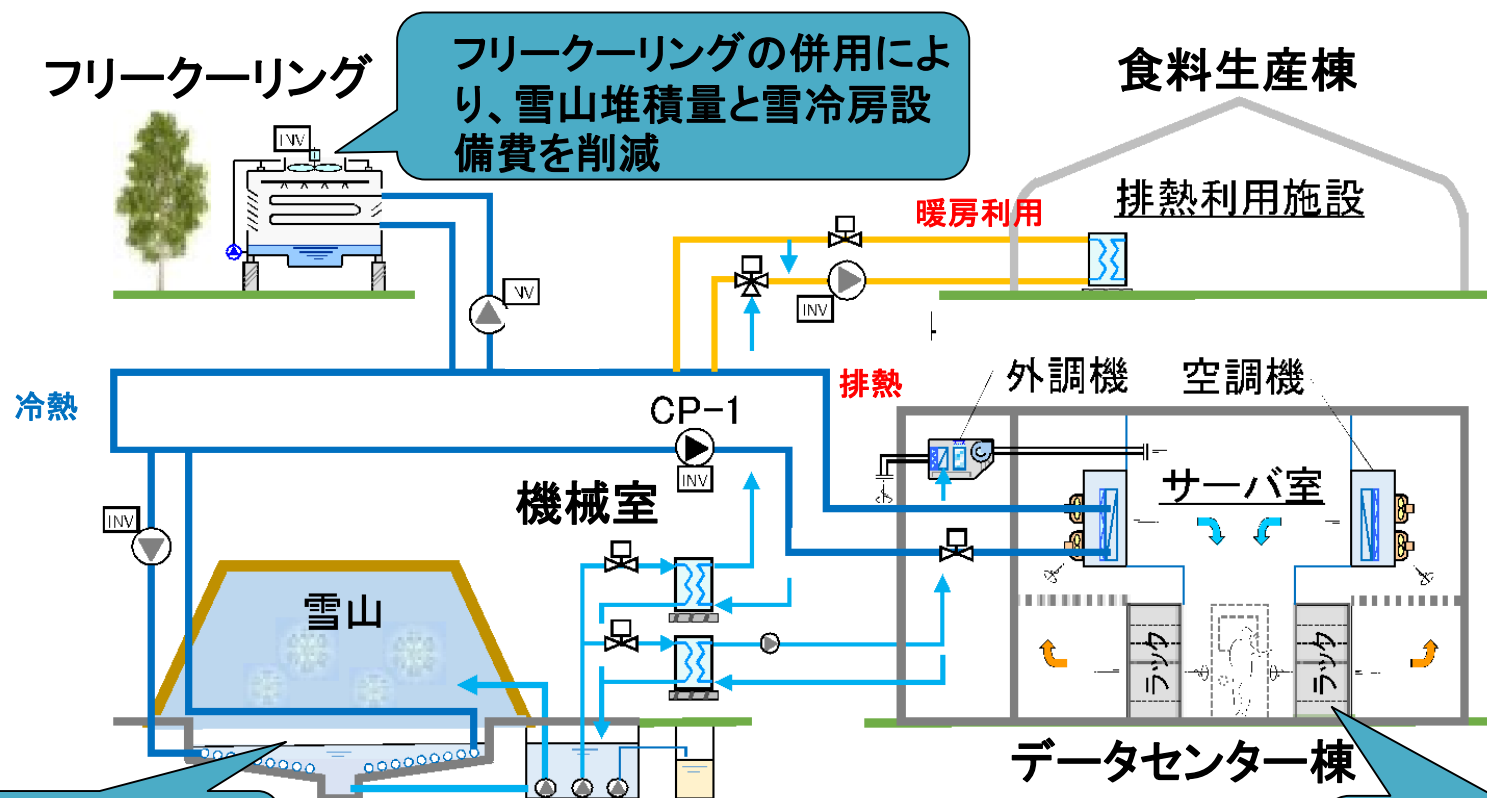 フリークーリング
フリークーリングの併用によ
り、雪山堆積量と雪冷房設
備費を削減
食料生産棟
INV
排熱利用施設
暖房利用
INV
INV
冷熱
排熱
外調機
空調機
CP-1
INV
サーバ室
機械室
INV
雪山
ラック
ラック
データセンター棟